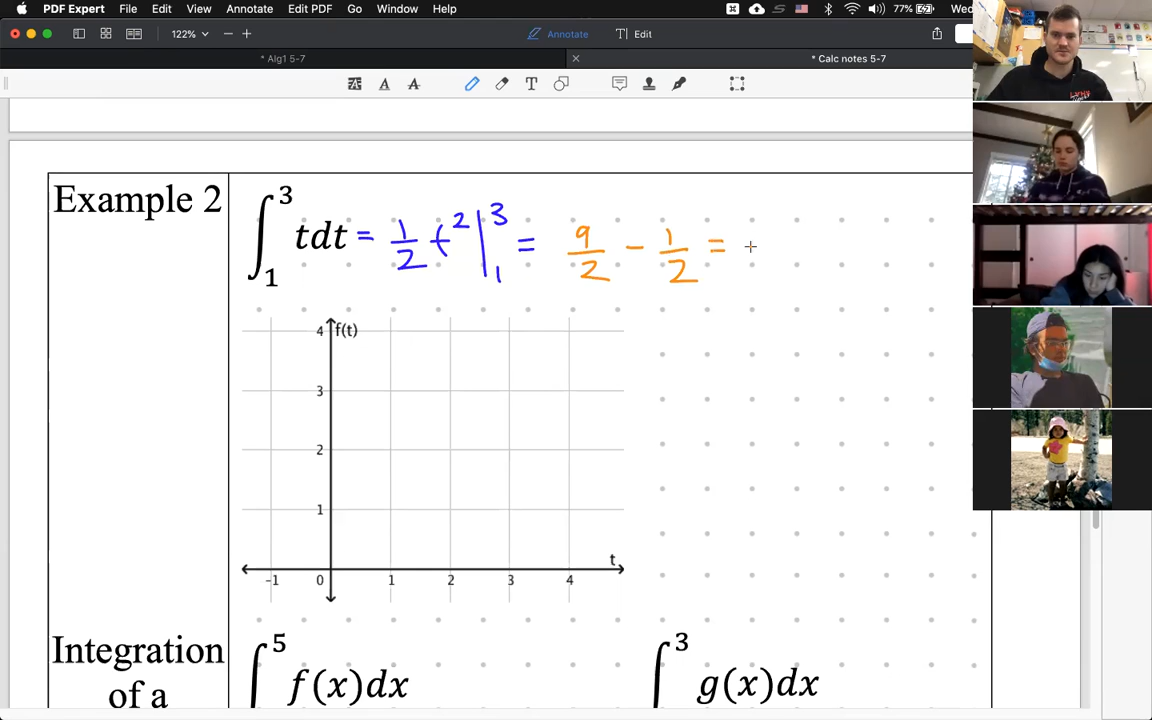 PDF Expert File Edit View Annotate Edit PDF Go Window Help 77% Wed
122% Annotate Edit
* Alg1 5-7 * Calc notes 5-7
Example 2
∫₁³ tdt = 1/2 t² |₁³ = 9/2 − 1/2 =
4 f(t)
3
2
1
t
-1 0 1 2 3 4
Integration
of a
∫ ⁵ f(x)dx ∫ ³ g(x)dx